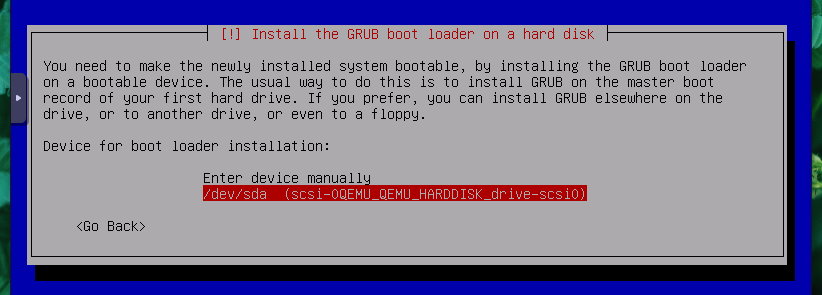 [!] Install the GRUB boot loader on a hard disk
You need to make the newly installed system bootable, by installing the GRUB boot loader
on a bootable device. The usual way to do this is to install GRUB on the master boot
record of your first hard drive. If you prefer, you can install GRUB elsewhere on the
drive, or to another drive, or even to a floppy.
Device for boot loader installation:
Enter device manually
/dev/sda  (scsi-0QEMU_QEMU_HARDDISK_drive-scsi0)
<Go Back>